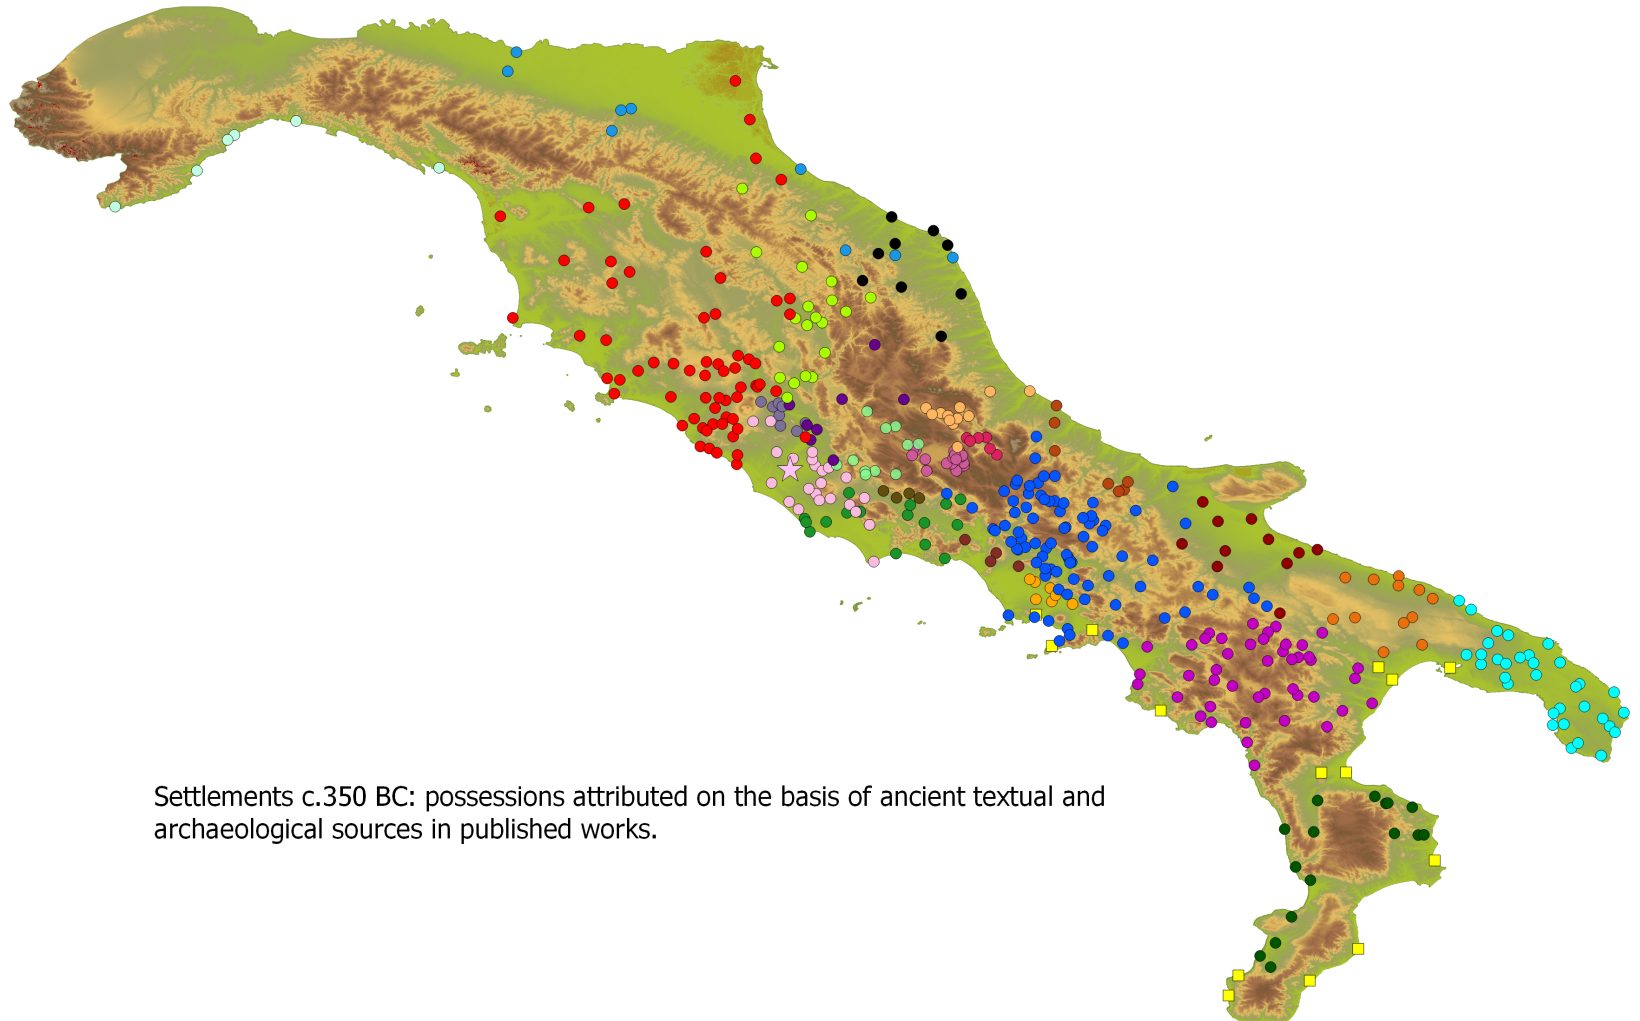 Settlements c.350 BC: possessions attributed on the basis of ancient textual and
archaeological sources in published works.